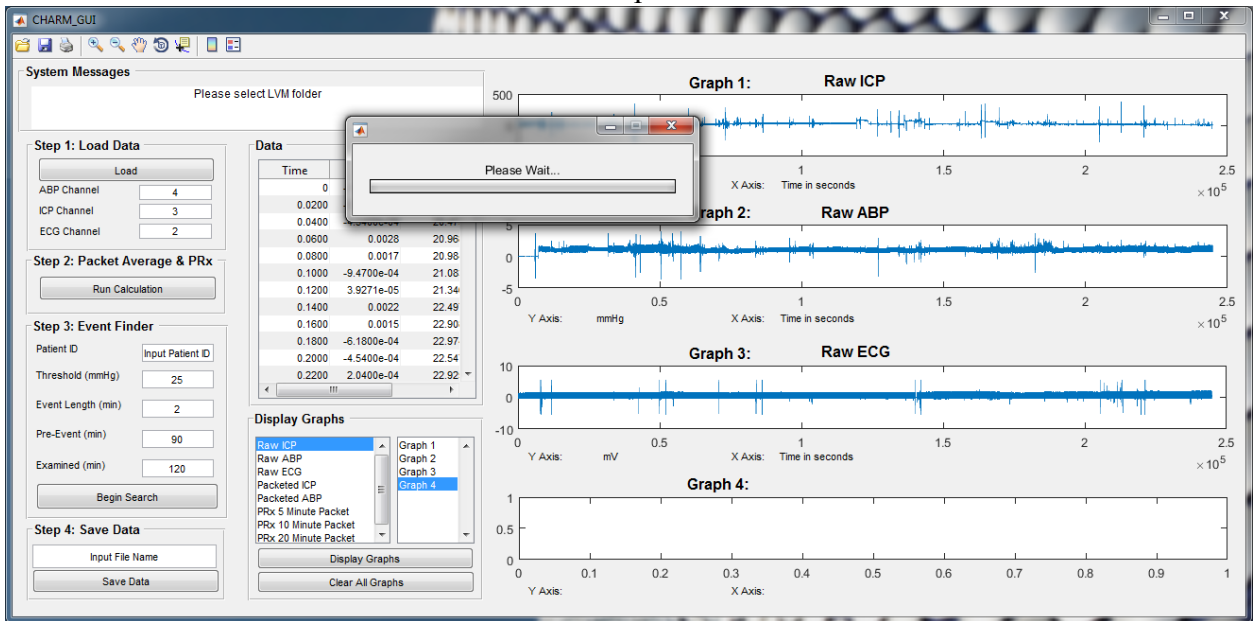 CHARM_GUI
System Messages
Please select LVM folder
Step 1: Load Data
Load
ABP Channel 4
ICP Channel 3
ECG Channel 2
Step 2: Packet Average & PRx
Run Calculation
Step 3: Event Finder
Patient ID Input Patient ID
Threshold (mmHg) 25
Event Length (min) 2
Pre-Event (min) 90
Examined (min) 120
Begin Search
Step 4: Save Data
Input File Name
Save Data
Data
Time
0
0.0200
0.0400
0.0600 0.0028 20.96
0.0800 0.0017 20.98
0.1000 -9.4700e-04 21.08
0.1200 3.9271e-05 21.34
0.1400 0.0022 22.49
0.1600 0.0015 22.90
0.1800 -6.1800e-04 22.97
0.2000 -4.5400e-04 22.54
0.2200 2.0400e-04 22.92
Please Wait...
Display Graphs
Raw ICP
Raw ABP
Raw ECG
Packeted ICP
Packeted ABP
PRx 5 Minute Packet
PRx 10 Minute Packet
PRx 20 Minute Packet
Graph 1
Graph 2
Graph 3
Graph 4
Display Graphs
Clear All Graphs
Graph 1: Raw ICP
500
1 1.5 2 2.5
×10^5
X Axis: Time in seconds
raph 2: Raw ABP
5
0
-5
0 0.5 1 1.5 2 2.5
×10^5
Y Axis: mmHg X Axis: Time in seconds
Graph 3: Raw ECG
10
0
-10
0 0.5 1 1.5 2 2.5
×10^5
Y Axis: mV X Axis: Time in seconds
Graph 4:
1
0.5
0
0 0.1 0.2 0.3 0.4 0.5 0.6 0.7 0.8 0.9 1
Y Axis: X Axis: